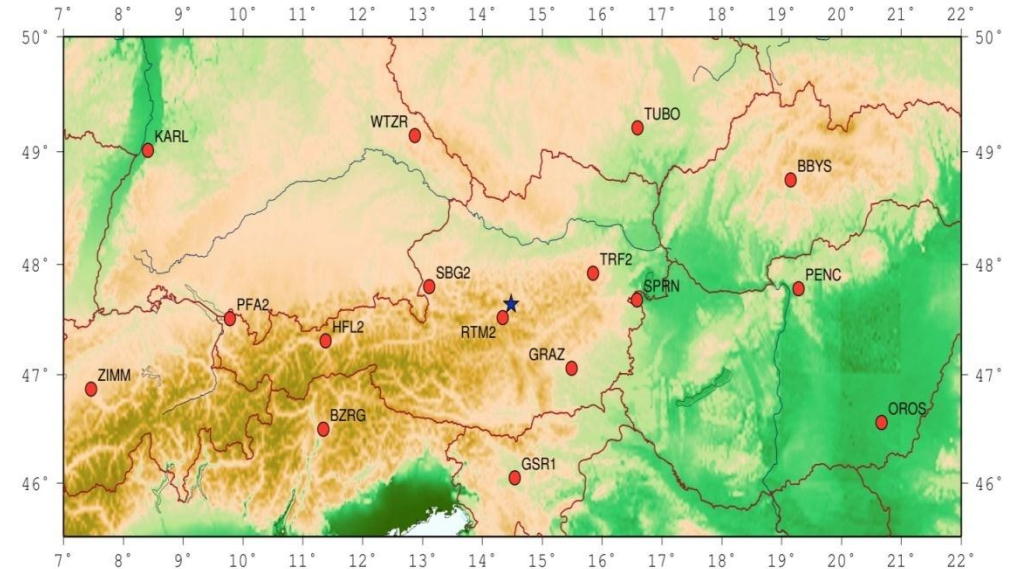 7° 8° 9° 10° 11° 12° 13° 14° 15° 16° 17° 18° 19° 20° 21° 22°
50° 50°
TUBO
WTZR
KARL
49° 49°
BBYS
48° 48°
TRF2
SBG2
PENC
SPRN
PFA2
RTM2
HFL2
GRAZ
47° 47°
ZIMM
BZRG
OROS
GSR1
46° 46°
7° 8° 9° 10° 11° 12° 13° 14° 15° 16° 17° 18° 19° 20° 21° 22°